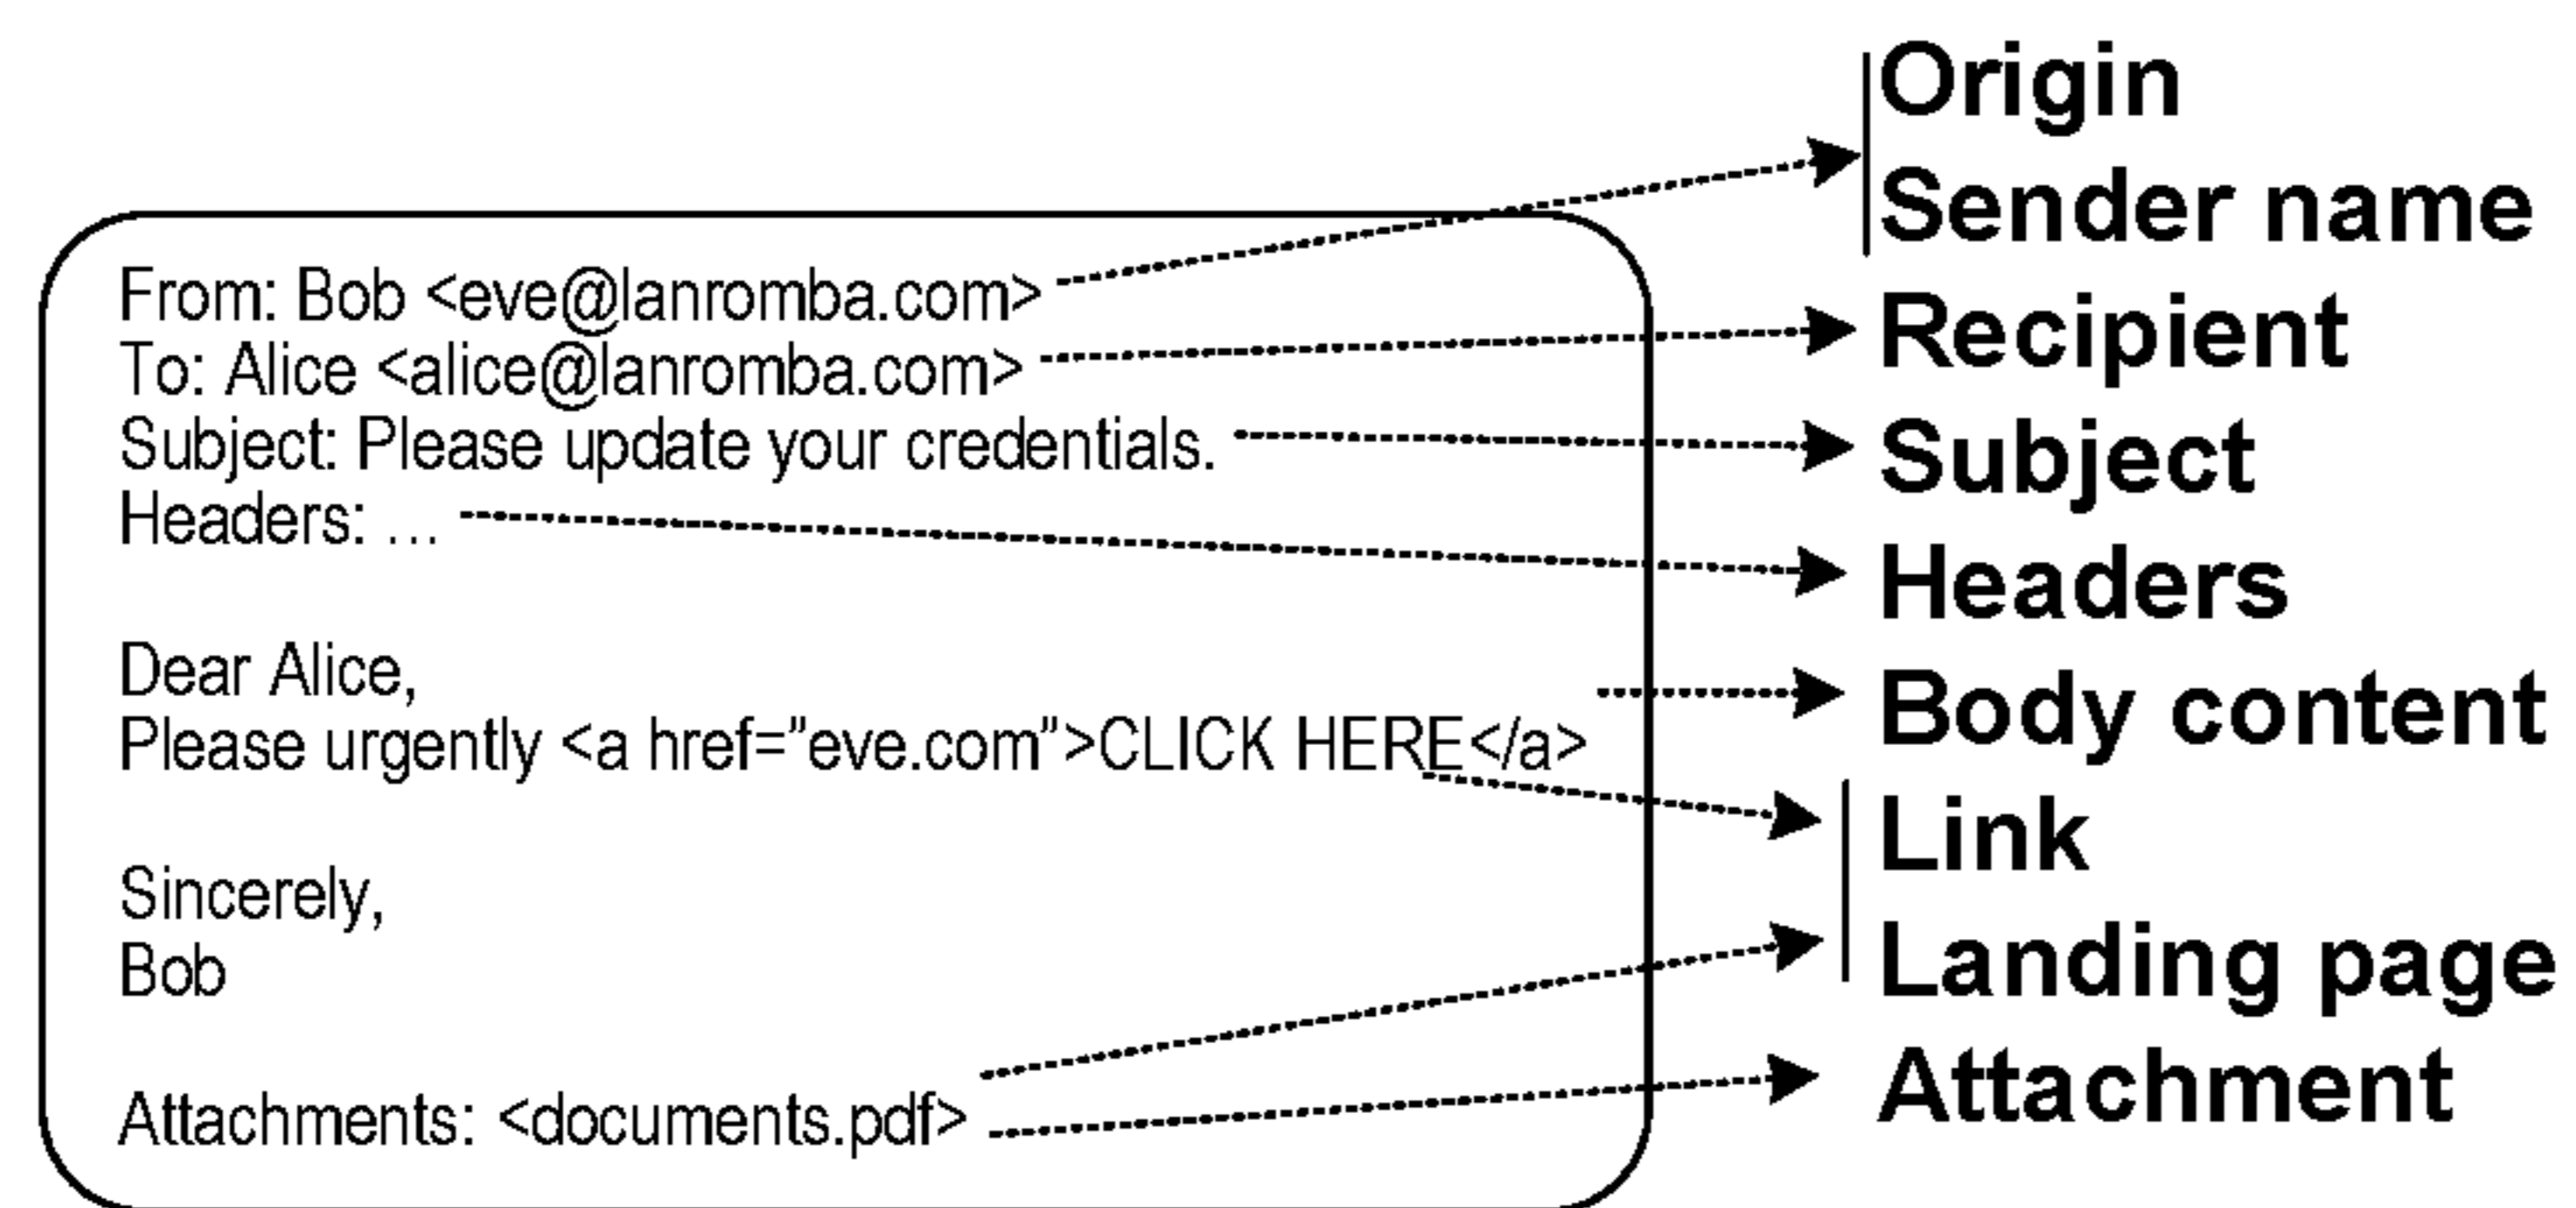 Origin
Sender name
From: Bob <eve@lanromba.com>
Recipient
To: Alice <alice@lanromba.com>
Subject
Subject: Please update your credentials.
Headers
Headers: ...
Body content
Dear Alice,
Please urgently <a href=”eve.com”>CLICK HERE</a>
Link
Sincerely,
Landing page
Bob
Attachment
Attachments: <documents.pdf>